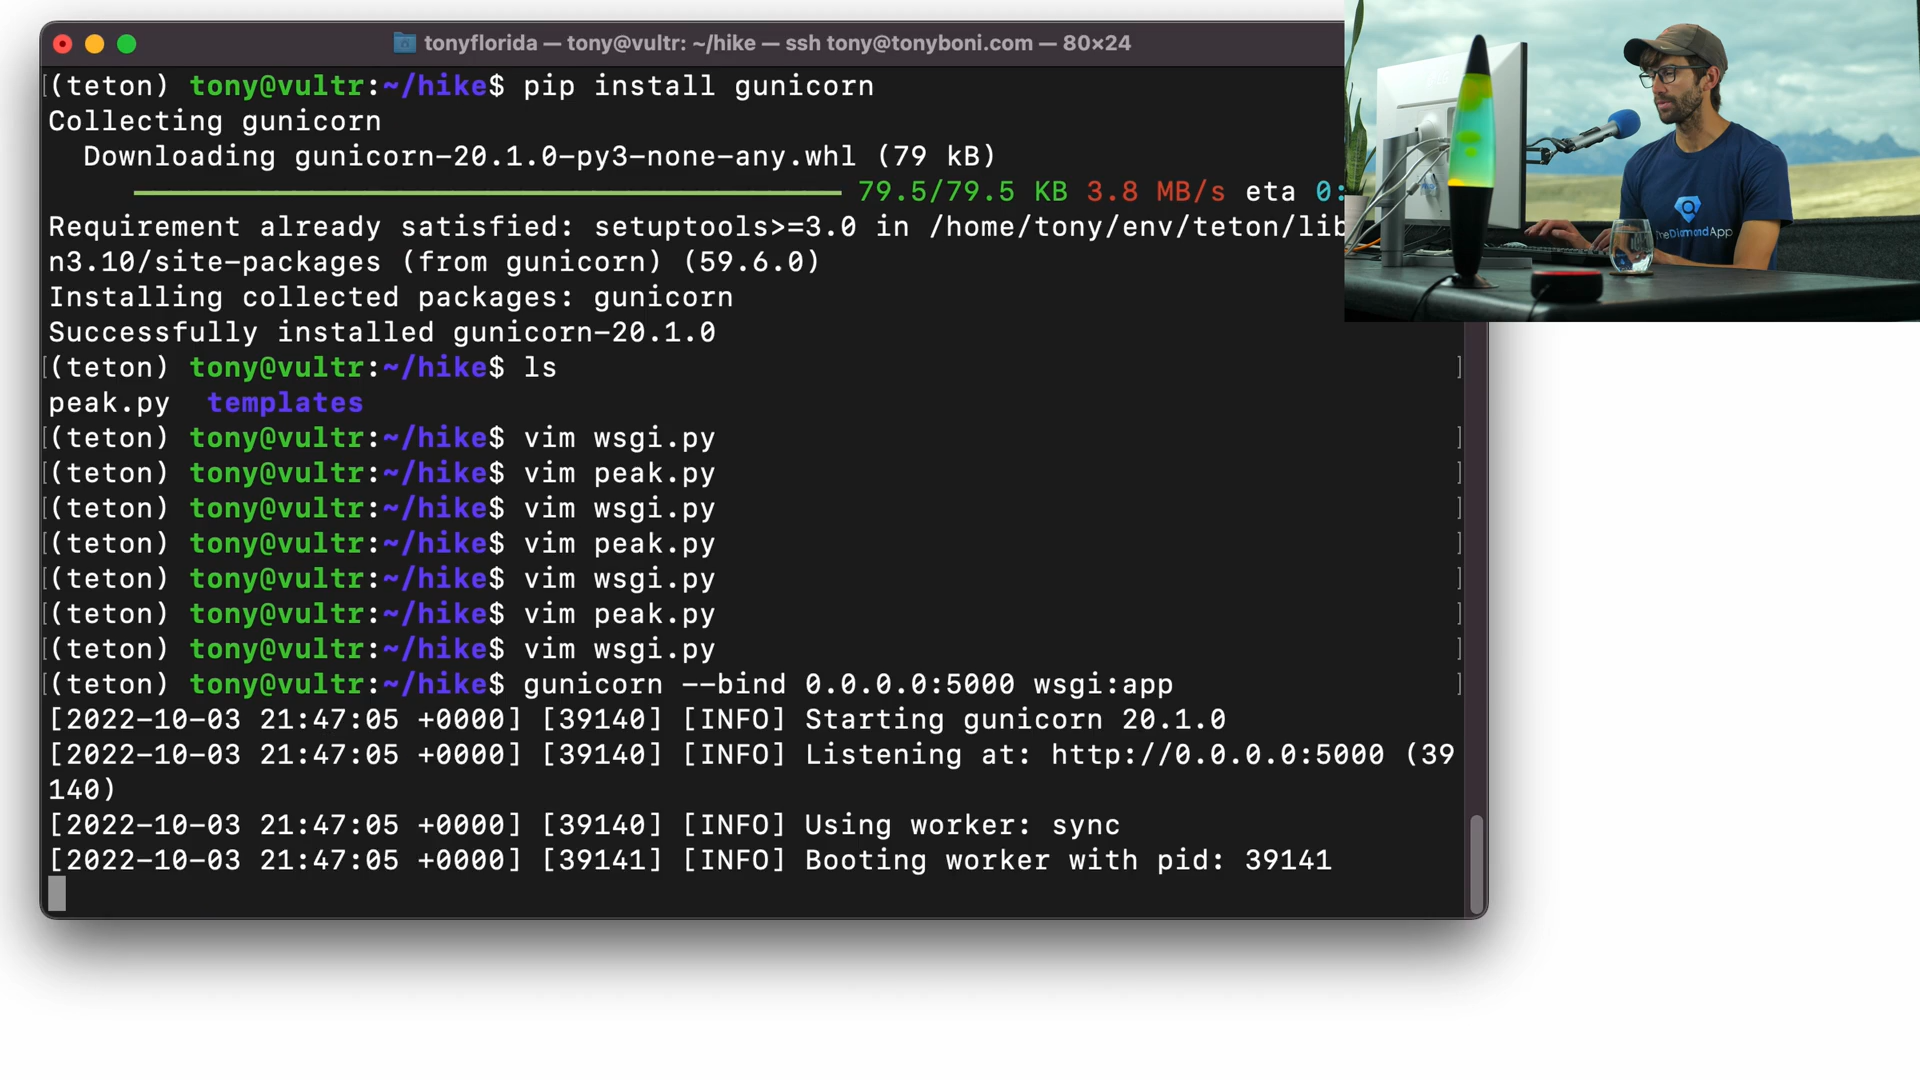 tonyflorida — tony@vultr: ~/hike — ssh tony@tonyboni.com — 80×24
[(teton) tony@vultr:~/hike$ pip install gunicorn
Collecting gunicorn
Downloading gunicorn-20.1.0-py3-none-any.whl (79 kB)
79.5/79.5 KB 3.8 MB/s eta 0:
Requirement already satisfied: setuptools>=3.0 in /home/tony/env/teton/lib
n3.10/site-packages (from gunicorn) (59.6.0)
Installing collected packages: gunicorn
Successfully installed gunicorn-20.1.0
[(teton) tony@vultr:~/hike$ ls ]
peak.py templates
[(teton) tony@vultr:~/hike$ vim wsgi.py ]
[(teton) tony@vultr:~/hike$ vim peak.py ]
[(teton) tony@vultr:~/hike$ vim wsgi.py ]
[(teton) tony@vultr:~/hike$ vim peak.py ]
[(teton) tony@vultr:~/hike$ vim wsgi.py ]
[(teton) tony@vultr:~/hike$ vim peak.py ]
[(teton) tony@vultr:~/hike$ vim wsgi.py ]
[(teton) tony@vultr:~/hike$ gunicorn --bind 0.0.0.0:5000 wsgi:app ]
[2022-10-03 21:47:05 +0000] [39140] [INFO] Starting gunicorn 20.1.0
[2022-10-03 21:47:05 +0000] [39140] [INFO] Listening at: http://0.0.0.0:5000 (39
140)
[2022-10-03 21:47:05 +0000] [39140] [INFO] Using worker: sync
[2022-10-03 21:47:05 +0000] [39141] [INFO] Booting worker with pid: 39141
TheDiamondApp